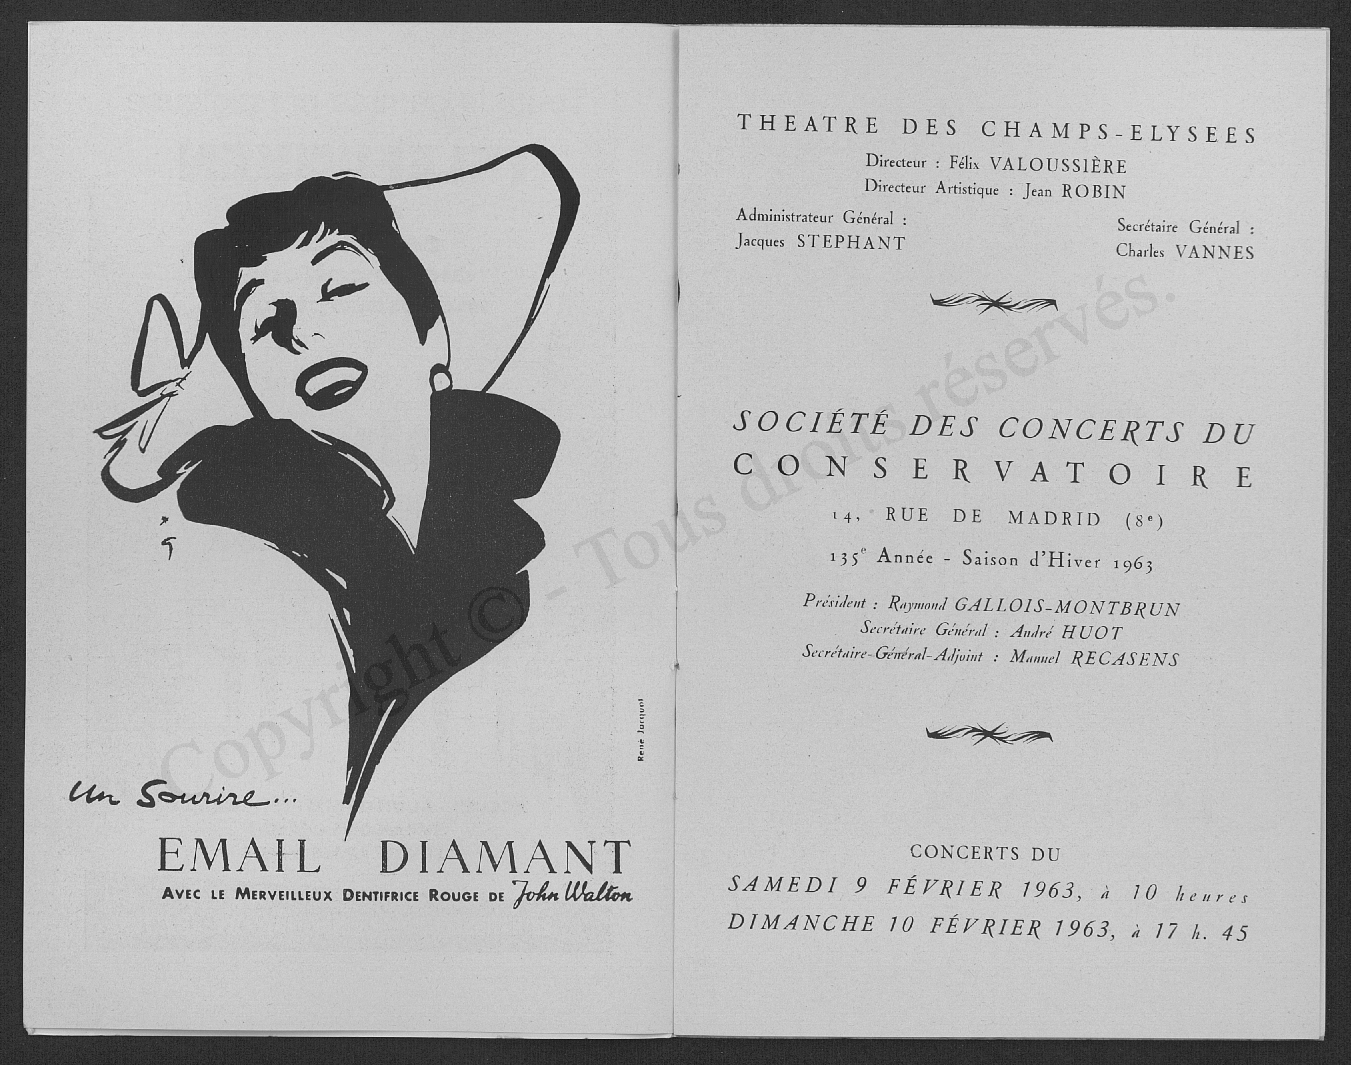 Un Sourire...
EMAIL DIAMANT
AVEC LE MERVEILLEUX DENTIFRICE ROUGE DE John Walton
René Jacquot
THEATRE DES CHAMPS-ELYSEES
Directeur : Félix VALOUSSIÈRE
Directeur Artistique : Jean ROBIN
Administrateur Général :
Jacques STEPHANT
Secrétaire Général :
Charles VANNES
SOCIÉTÉ DES CONCERTS DU
CONSERVATOIRE
14, RUE DE MADRID (8e)
135e Année - Saison d'Hiver 1963
Président : Raymond GALLOIS-MONTBRUN
Secrétaire Général : André HUOT
Secrétaire-Général-Adjoint : Manuel RECASENS
CONCERTS DU
SAMEDI 9 FÉVRIER 1963, à 10 heures
DIMANCHE 10 FÉVRIER 1963, à 17 h. 45
Copyright © - Tous droits réservés.